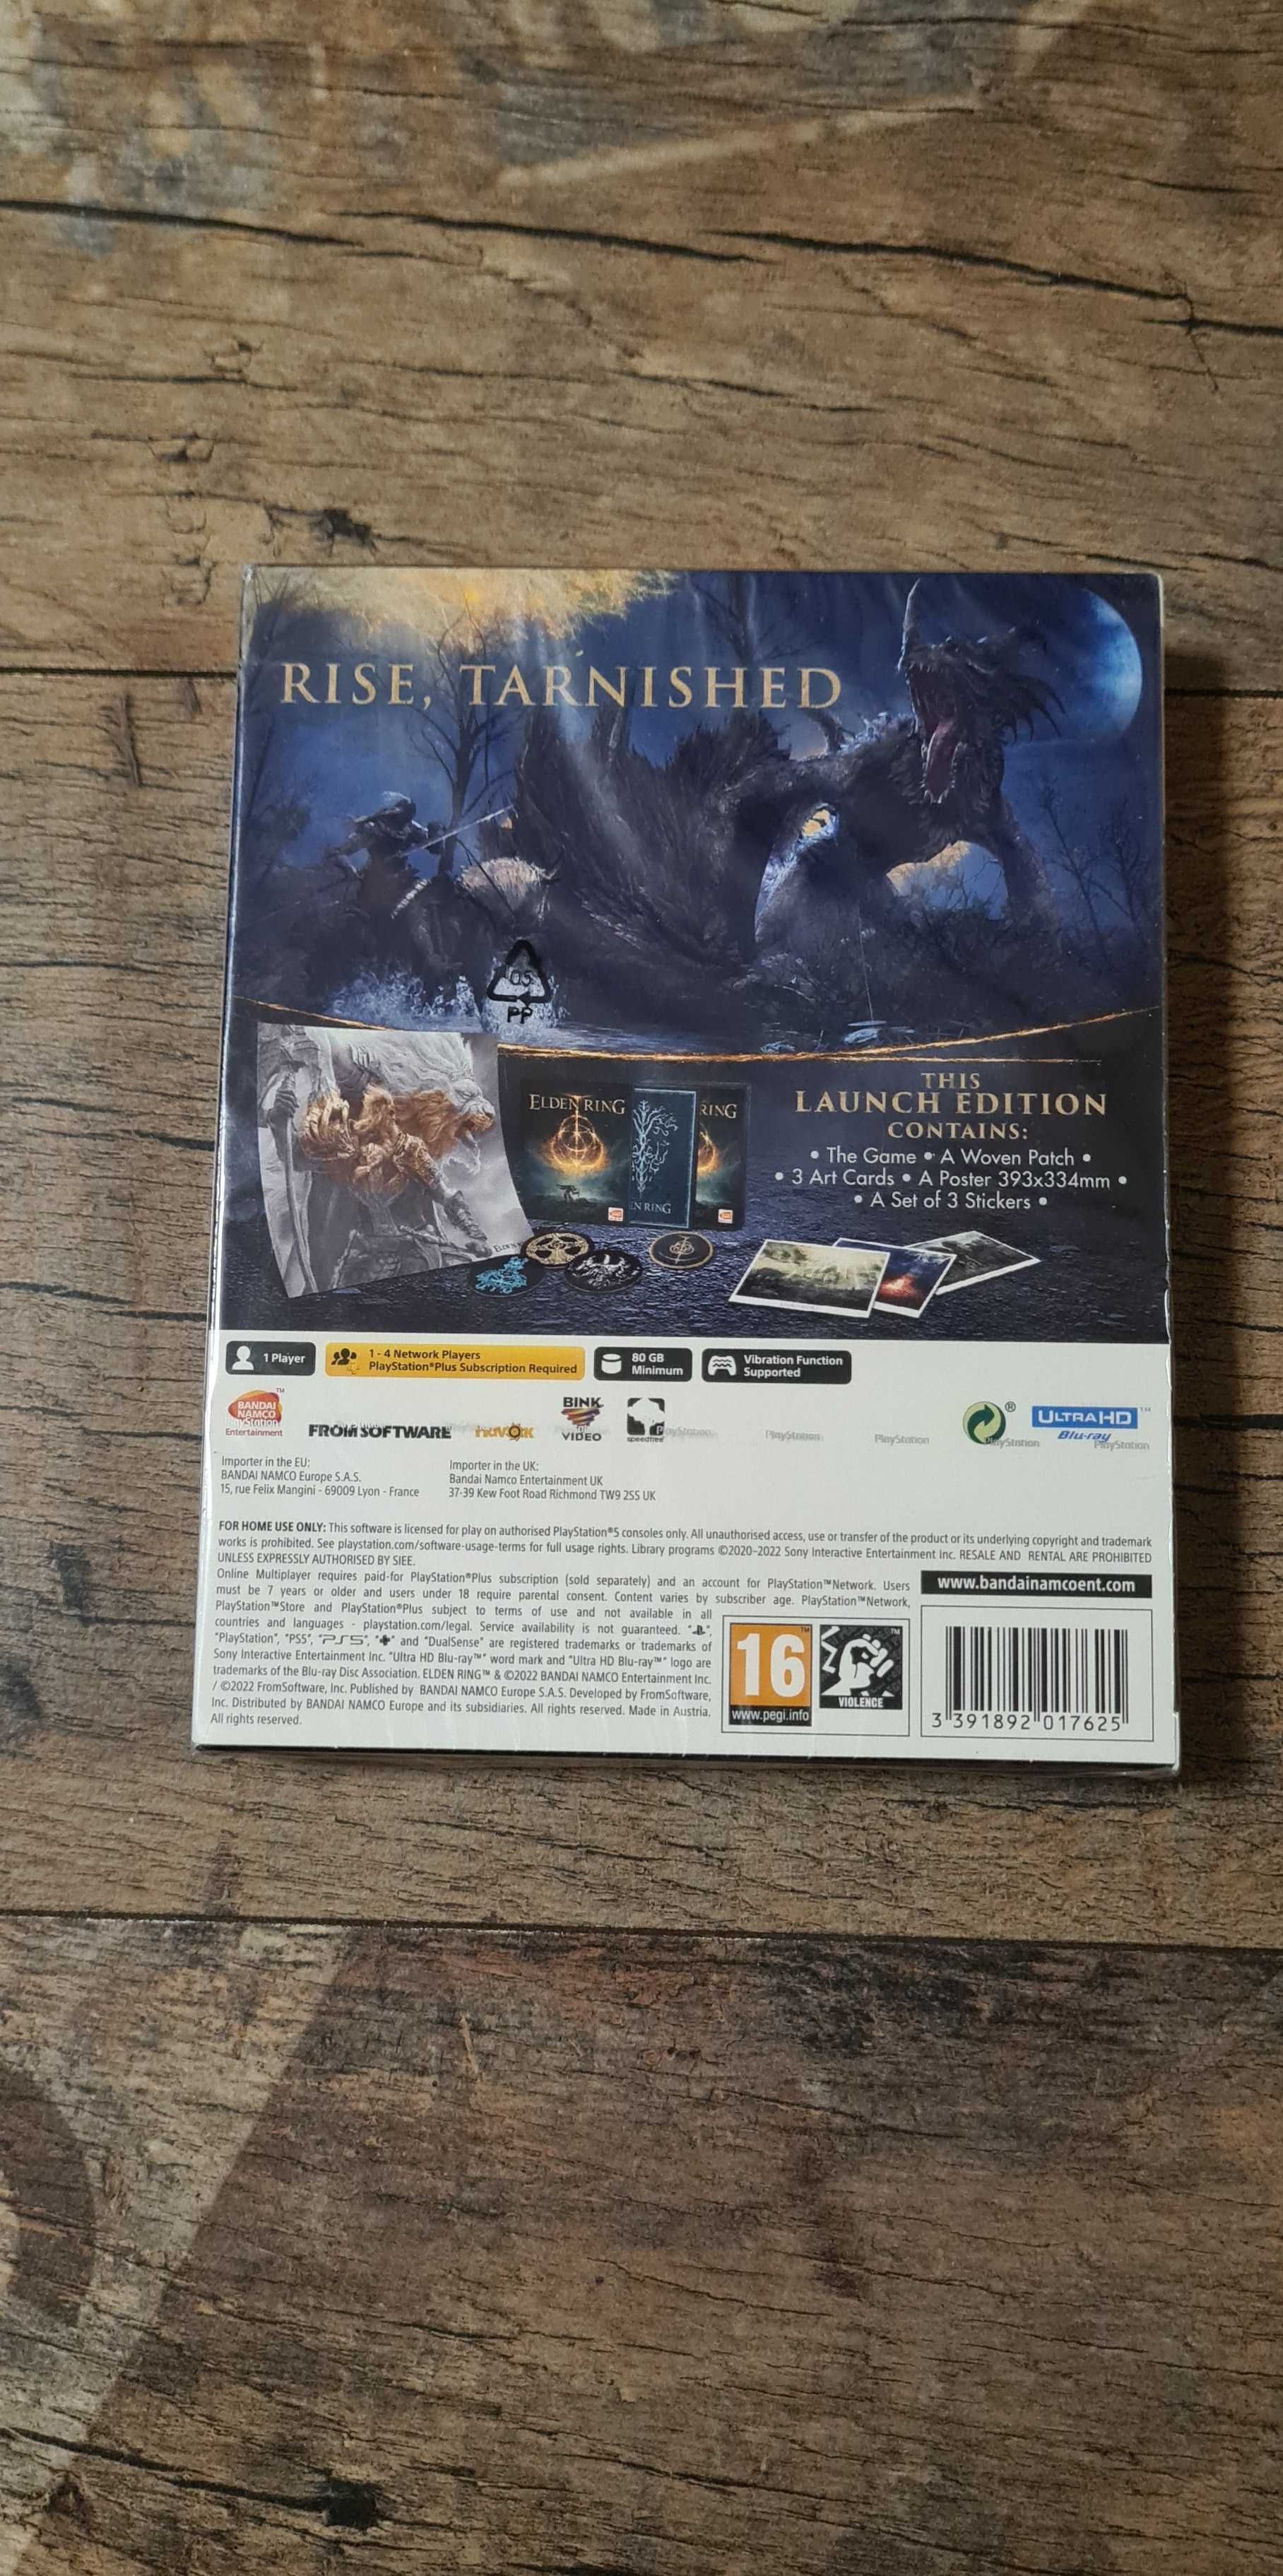 RISE, TARNISHED
05
PP
ELDEN RING
RING
N RING
THIS
LAUNCH EDITION
CONTAINS:
• The Game • A Woven Patch •
• 3 Art Cards • A Poster 393x334mm •
• A Set of 3 Stickers •
1 Player
1 - 4 Network Players
PlayStation®Plus Subscription Required
80 GB
Minimum
Vibration Function
Supported
BANDAI
NAMCO
Entertainment
FROMSOFTWARE
HAVOK
BINK
VIDEO
speedtree
PlayStation
PlayStation
PlayStation
PlayStation
PlayStation
®
ULTRAHD™
Blu-ray
Importer in the EU:
BANDAI NAMCO Europe S.A.S.
15, rue Felix Mangini - 69009 Lyon - France
Importer in the UK:
Bandai Namco Entertainment UK
37-39 Kew Foot Road Richmond TW9 2SS UK
FOR HOME USE ONLY: This software is licensed for play on authorised PlayStation®5 consoles only. All unauthorised access, use or transfer of the product or its underlying copyright and trademark
works is prohibited. See playstation.com/software-usage-terms for full usage rights. Library programs ©2020-2022 Sony Interactive Entertainment Inc. RESALE AND RENTAL ARE PROHIBITED
UNLESS EXPRESSLY AUTHORISED BY SIEE.
Online Multiplayer requires paid-for PlayStation®Plus subscription (sold separately) and an account for PlayStation™Network. Users
must be 7 years or older and users under 18 require parental consent. Content varies by subscriber age. PlayStation™Network,
PlayStation™Store and PlayStation®Plus subject to terms of use and not available in all
countries and languages - playstation.com/legal. Service availability is not guaranteed. " ",
"PlayStation", "PS5", "PS5", " " and "DualSense" are registered trademarks or trademarks of
Sony Interactive Entertainment Inc. "Ultra HD Blu-ray™" word mark and "Ultra HD Blu-ray™" logo are
trademarks of the Blu-ray Disc Association. ELDEN RING™ & ©2022 BANDAI NAMCO Entertainment Inc.
/ ©2022 FromSoftware, Inc. Published by BANDAI NAMCO Europe S.A.S. Developed by FromSoftware,
Inc. Distributed by BANDAI NAMCO Europe and its subsidiaries. All rights reserved. Made in Austria.
All rights reserved.
www.bandainamcoent.com
16
www.pegi.info
VIOLENCE
3 391892 017625